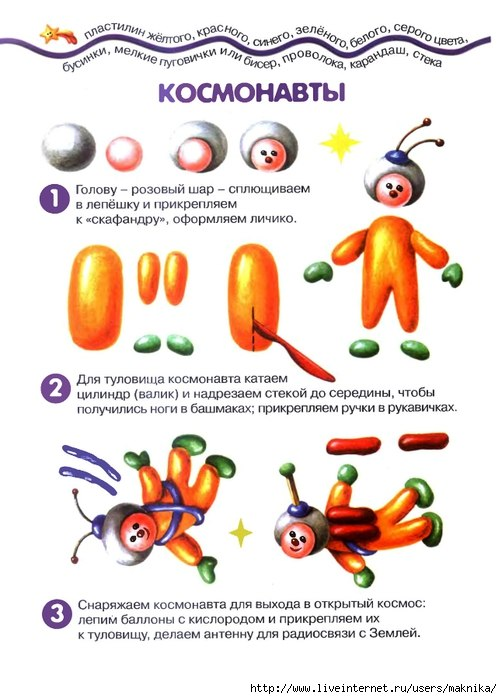 пластилин жёлтого, красного, синего, зелёного, белого, серого цвета,
бусинки, мелкие пуговички или бисер, проволока, карандаш, стека
КОСМОНАВТЫ
1 Голову – розовый шар – сплющиваем
в лепёшку и прикрепляем
к «скафандру», оформляем личико.
2 Для туловища космонавта катаем
цилиндр (валик) и надрезаем стекой до середины, чтобы
получились ноги в башмаках; прикрепляем ручки в рукавичках.
3 Снаряжаем космонавта для выхода в открытый космос:
лепим баллоны с кислородом и прикрепляем их
к туловищу, делаем антенну для радиосвязи с Землей.
http://www.liveinternet.ru/users/maknika/